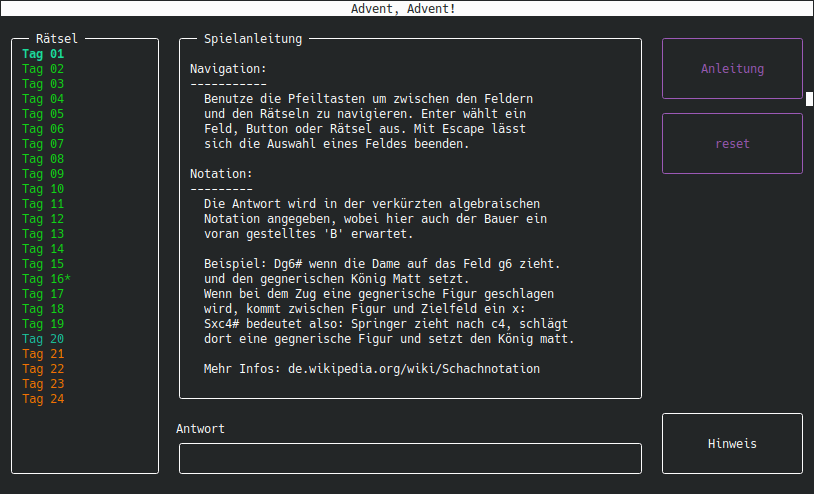 Advent, Advent!
Rätsel
Tag 01
Tag 02
Tag 03
Tag 04
Tag 05
Tag 06
Tag 07
Tag 08
Tag 09
Tag 10
Tag 11
Tag 12
Tag 13
Tag 14
Tag 15
Tag 16*
Tag 17
Tag 18
Tag 19
Tag 20
Tag 21
Tag 22
Tag 23
Tag 24
Spielanleitung
Navigation:
-----------
Benutze die Pfeiltasten um zwischen den Feldern
und den Rätseln zu navigieren. Enter wählt ein
Feld, Button oder Rätsel aus. Mit Escape lässt
sich die Auswahl eines Feldes beenden.
Notation:
---------
Die Antwort wird in der verkürzten algebraischen
Notation angegeben, wobei hier auch der Bauer ein
voran gestelltes 'B' erwartet.
Beispiel: Dg6# wenn die Dame auf das Feld g6 zieht.
und den gegnerischen König Matt setzt.
Wenn bei dem Zug eine gegnerische Figur geschlagen
wird, kommt zwischen Figur und Zielfeld ein x:
Sxc4# bedeutet also: Springer zieht nach c4, schlägt
dort eine gegnerische Figur und setzt den König matt.
Mehr Infos: de.wikipedia.org/wiki/Schachnotation
Antwort
Anleitung
reset
Hinweis